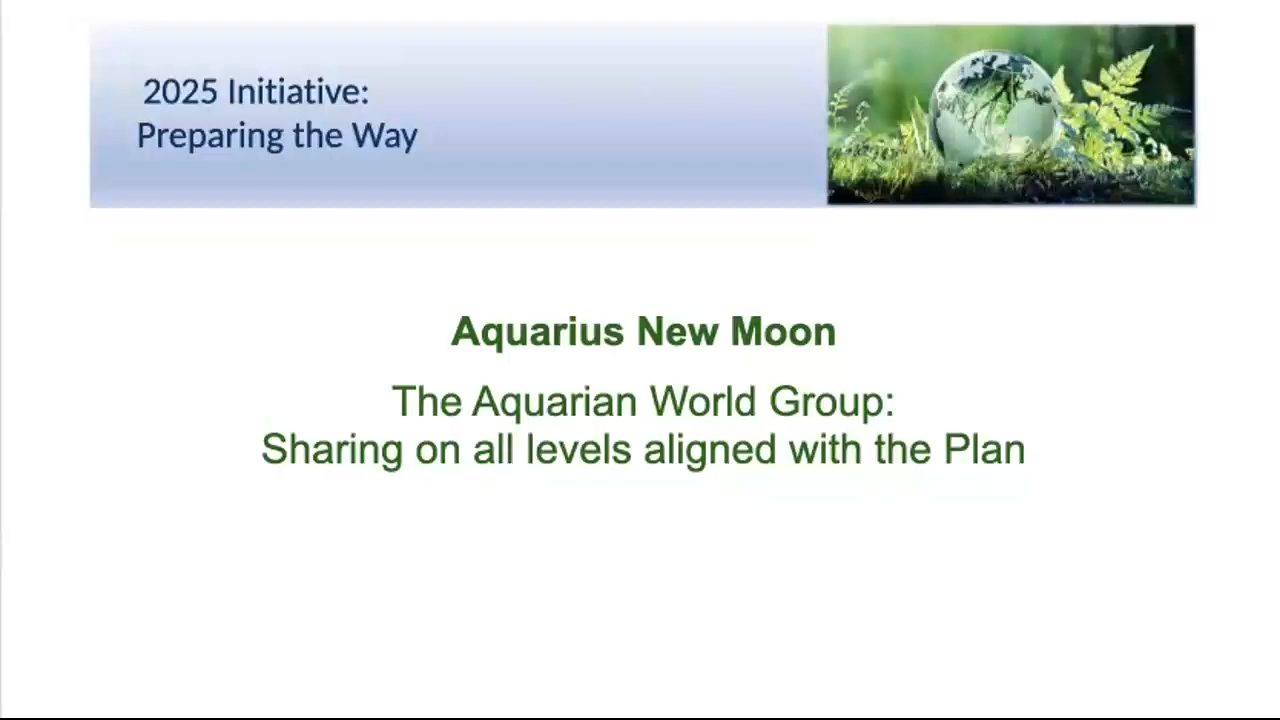 2025 Initiative:
Preparing the Way
Aquarius New Moon
The Aquarian World Group:
Sharing on all levels aligned with the Plan